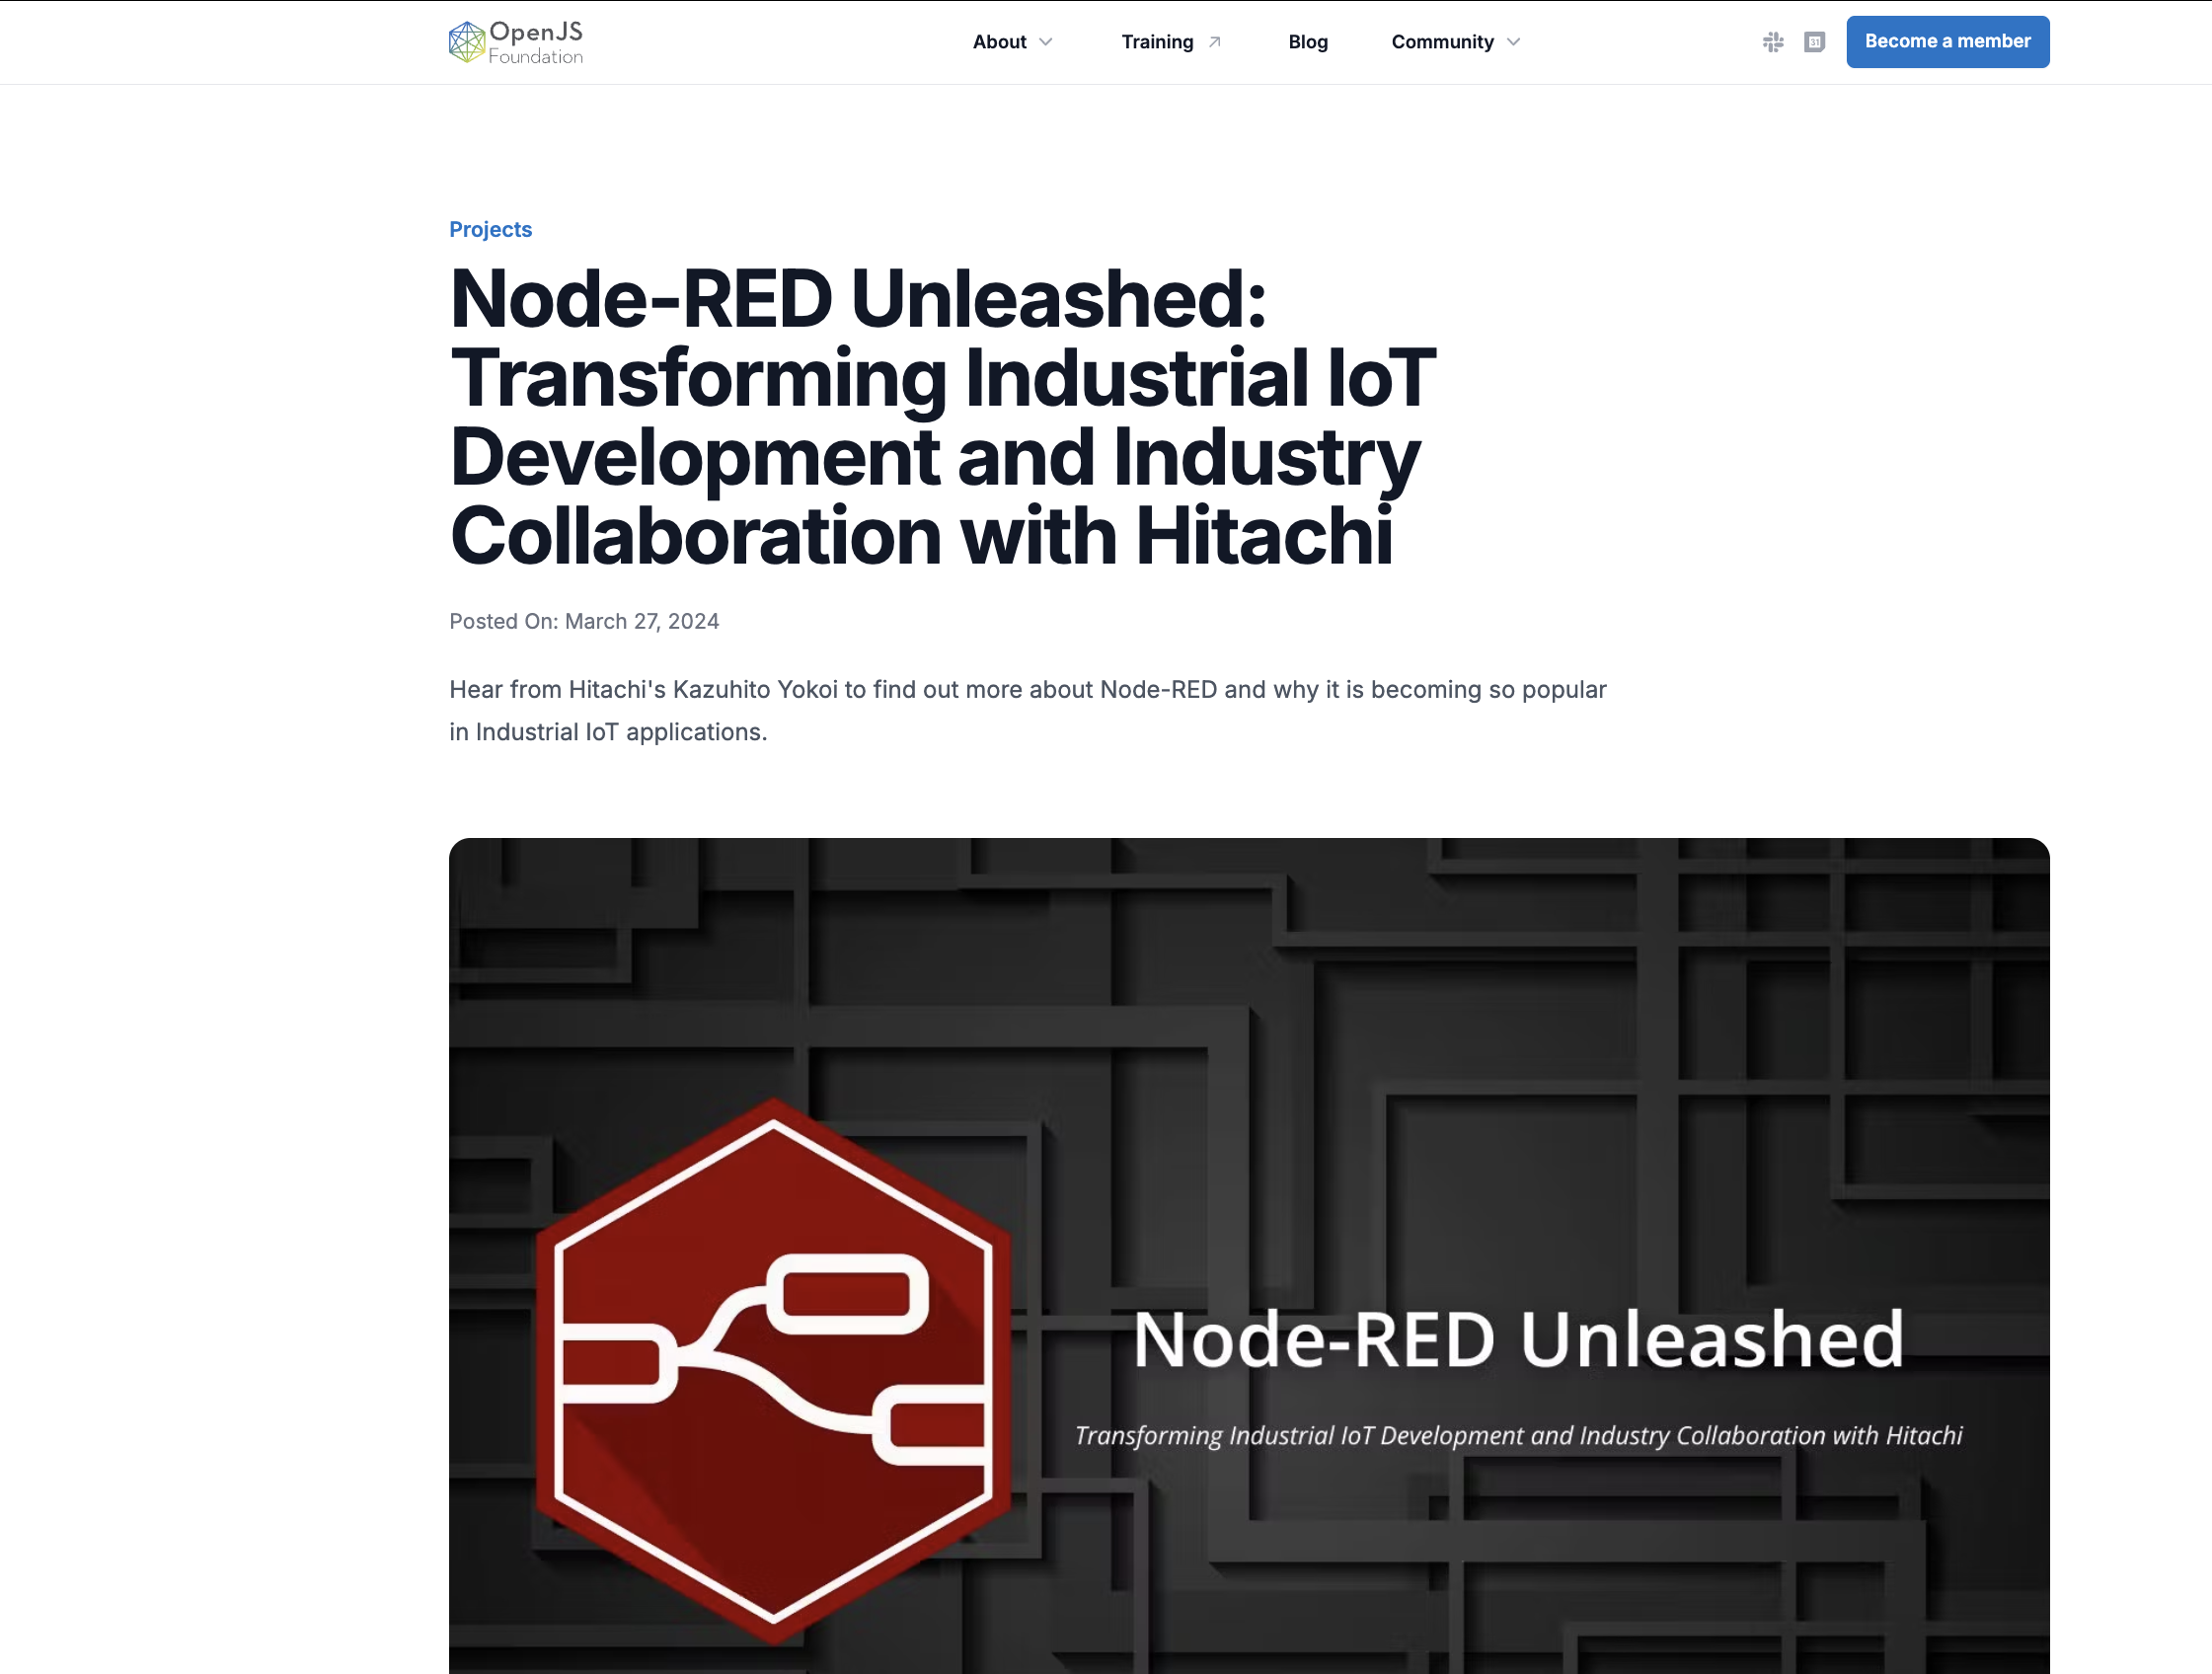 OpenJS
Foundation
About
Training
Blog
Community
31
Become a member
Projects
Node-RED Unleashed:
Transforming Industrial IoT
Development and Industry
Collaboration with Hitachi
Posted On: March 27, 2024
Hear from Hitachi's Kazuhito Yokoi to find out more about Node-RED and why it is becoming so popular
in Industrial IoT applications.
Node-RED Unleashed
Transforming Industrial IoT Development and Industry Collaboration with Hitachi